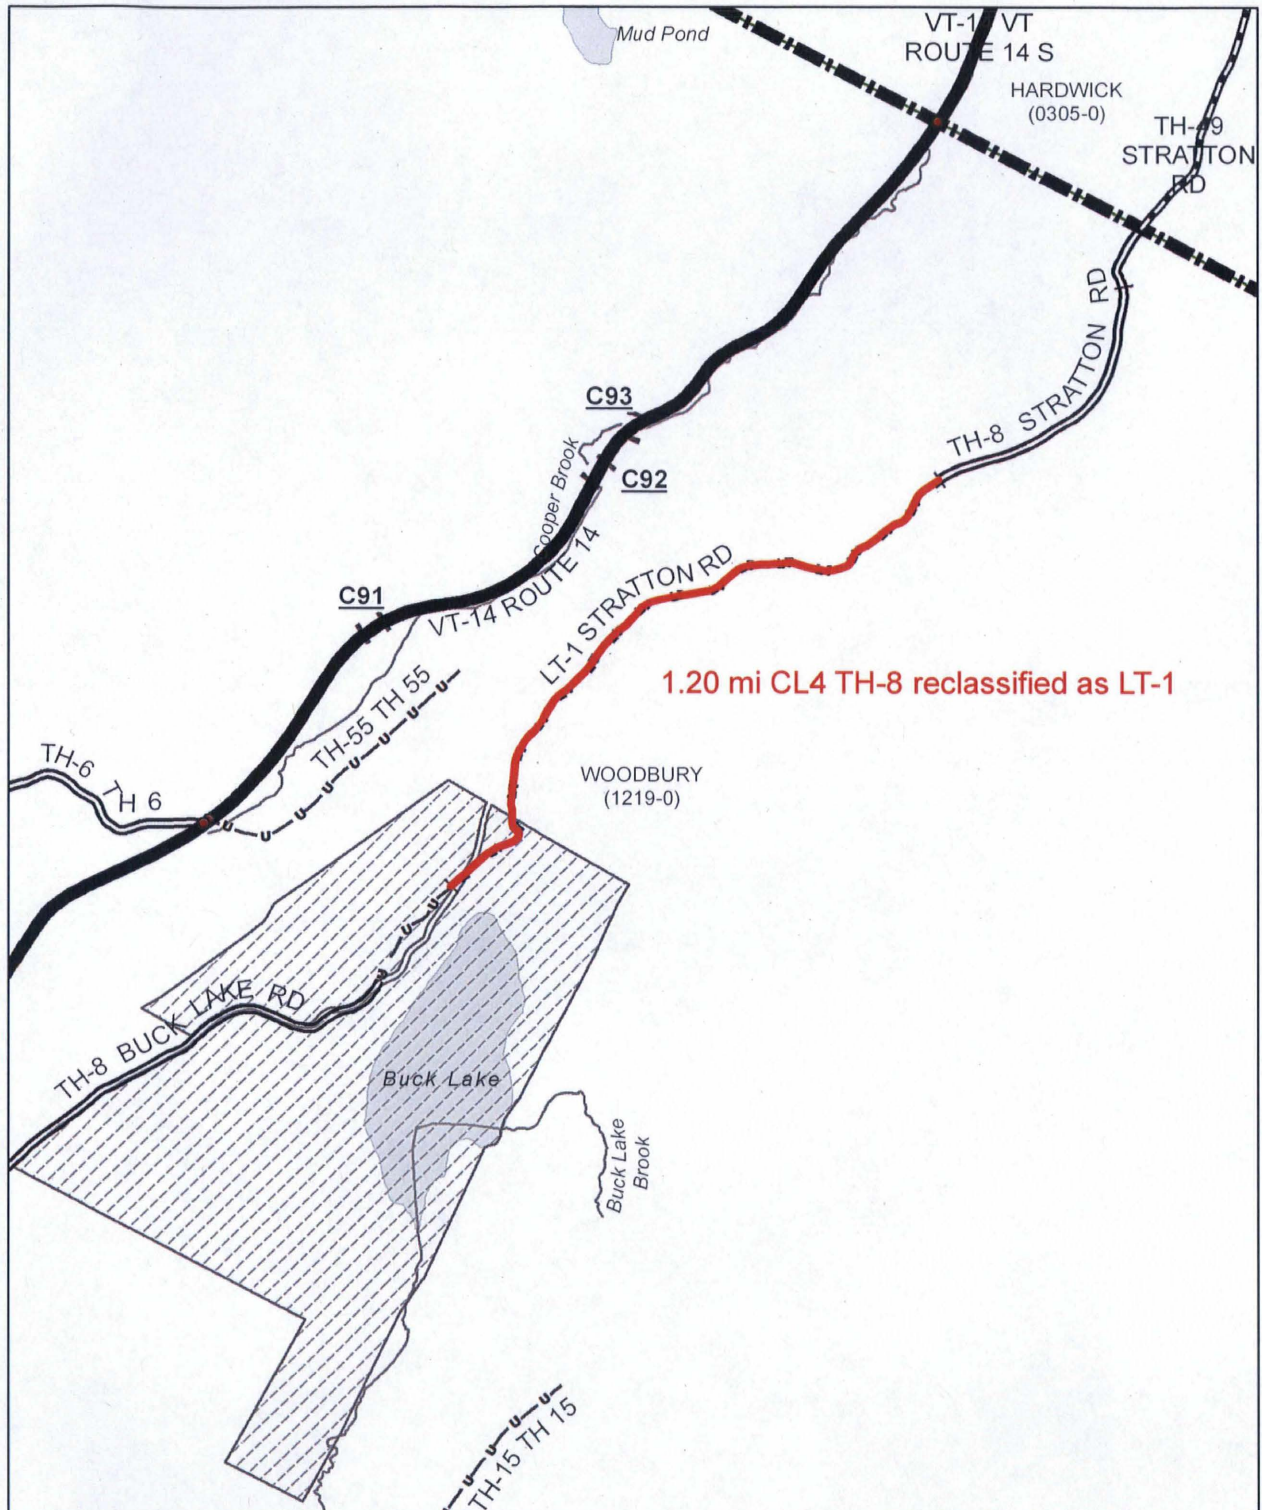 Mud Pond
VT-14 VT
ROUTE 14 S
HARDWICK
(0305-0)
TH-49
STRATTON
RD
TH-8 STRATTON RD
C93
C92
Cooper Brook
C91
VT-14 ROUTE 14
LT-1 STRATTON RD
1.20 mi CL4 TH-8 reclassified as LT-1
TH-55 TH 55
TH-6 TH 6
WOODBURY
(1219-0)
TH-8 BUCK LAKE RD
Buck Lake
Buck Lake
Brook
TH-15 TH 15